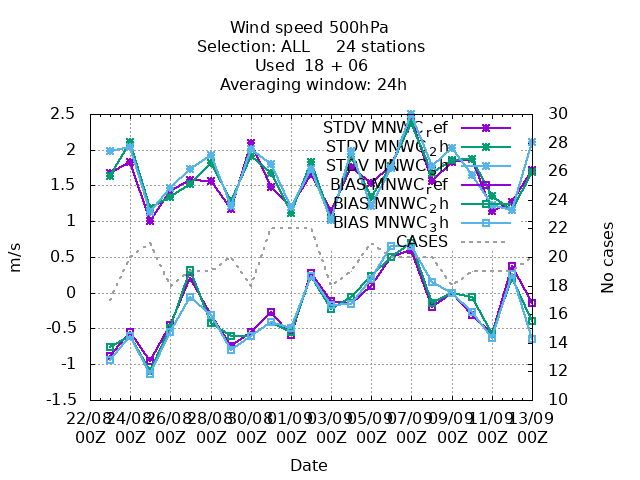 Wind speed 500hPa
Selection: ALL     24 stations
Used  18 + 06
Averaging window: 24h
2.5
2
1.5
1
0.5
0
-0.5
-1
-1.5
m/s
30
28
26
24
22
20
18
16
14
12
10
No cases
STDV MNWC_ref
STDV MNWC_2h
STDV MNWC_3h
BIAS MNWC_ref
BIAS MNWC_2h
BIAS MNWC_3h
CASES
22/08 24/08 26/08 28/08 30/08 01/09 03/09 05/09 07/09 09/09 11/09 13/09
00Z 00Z 00Z 00Z 00Z 00Z 00Z 00Z 00Z 00Z 00Z 00Z
Date